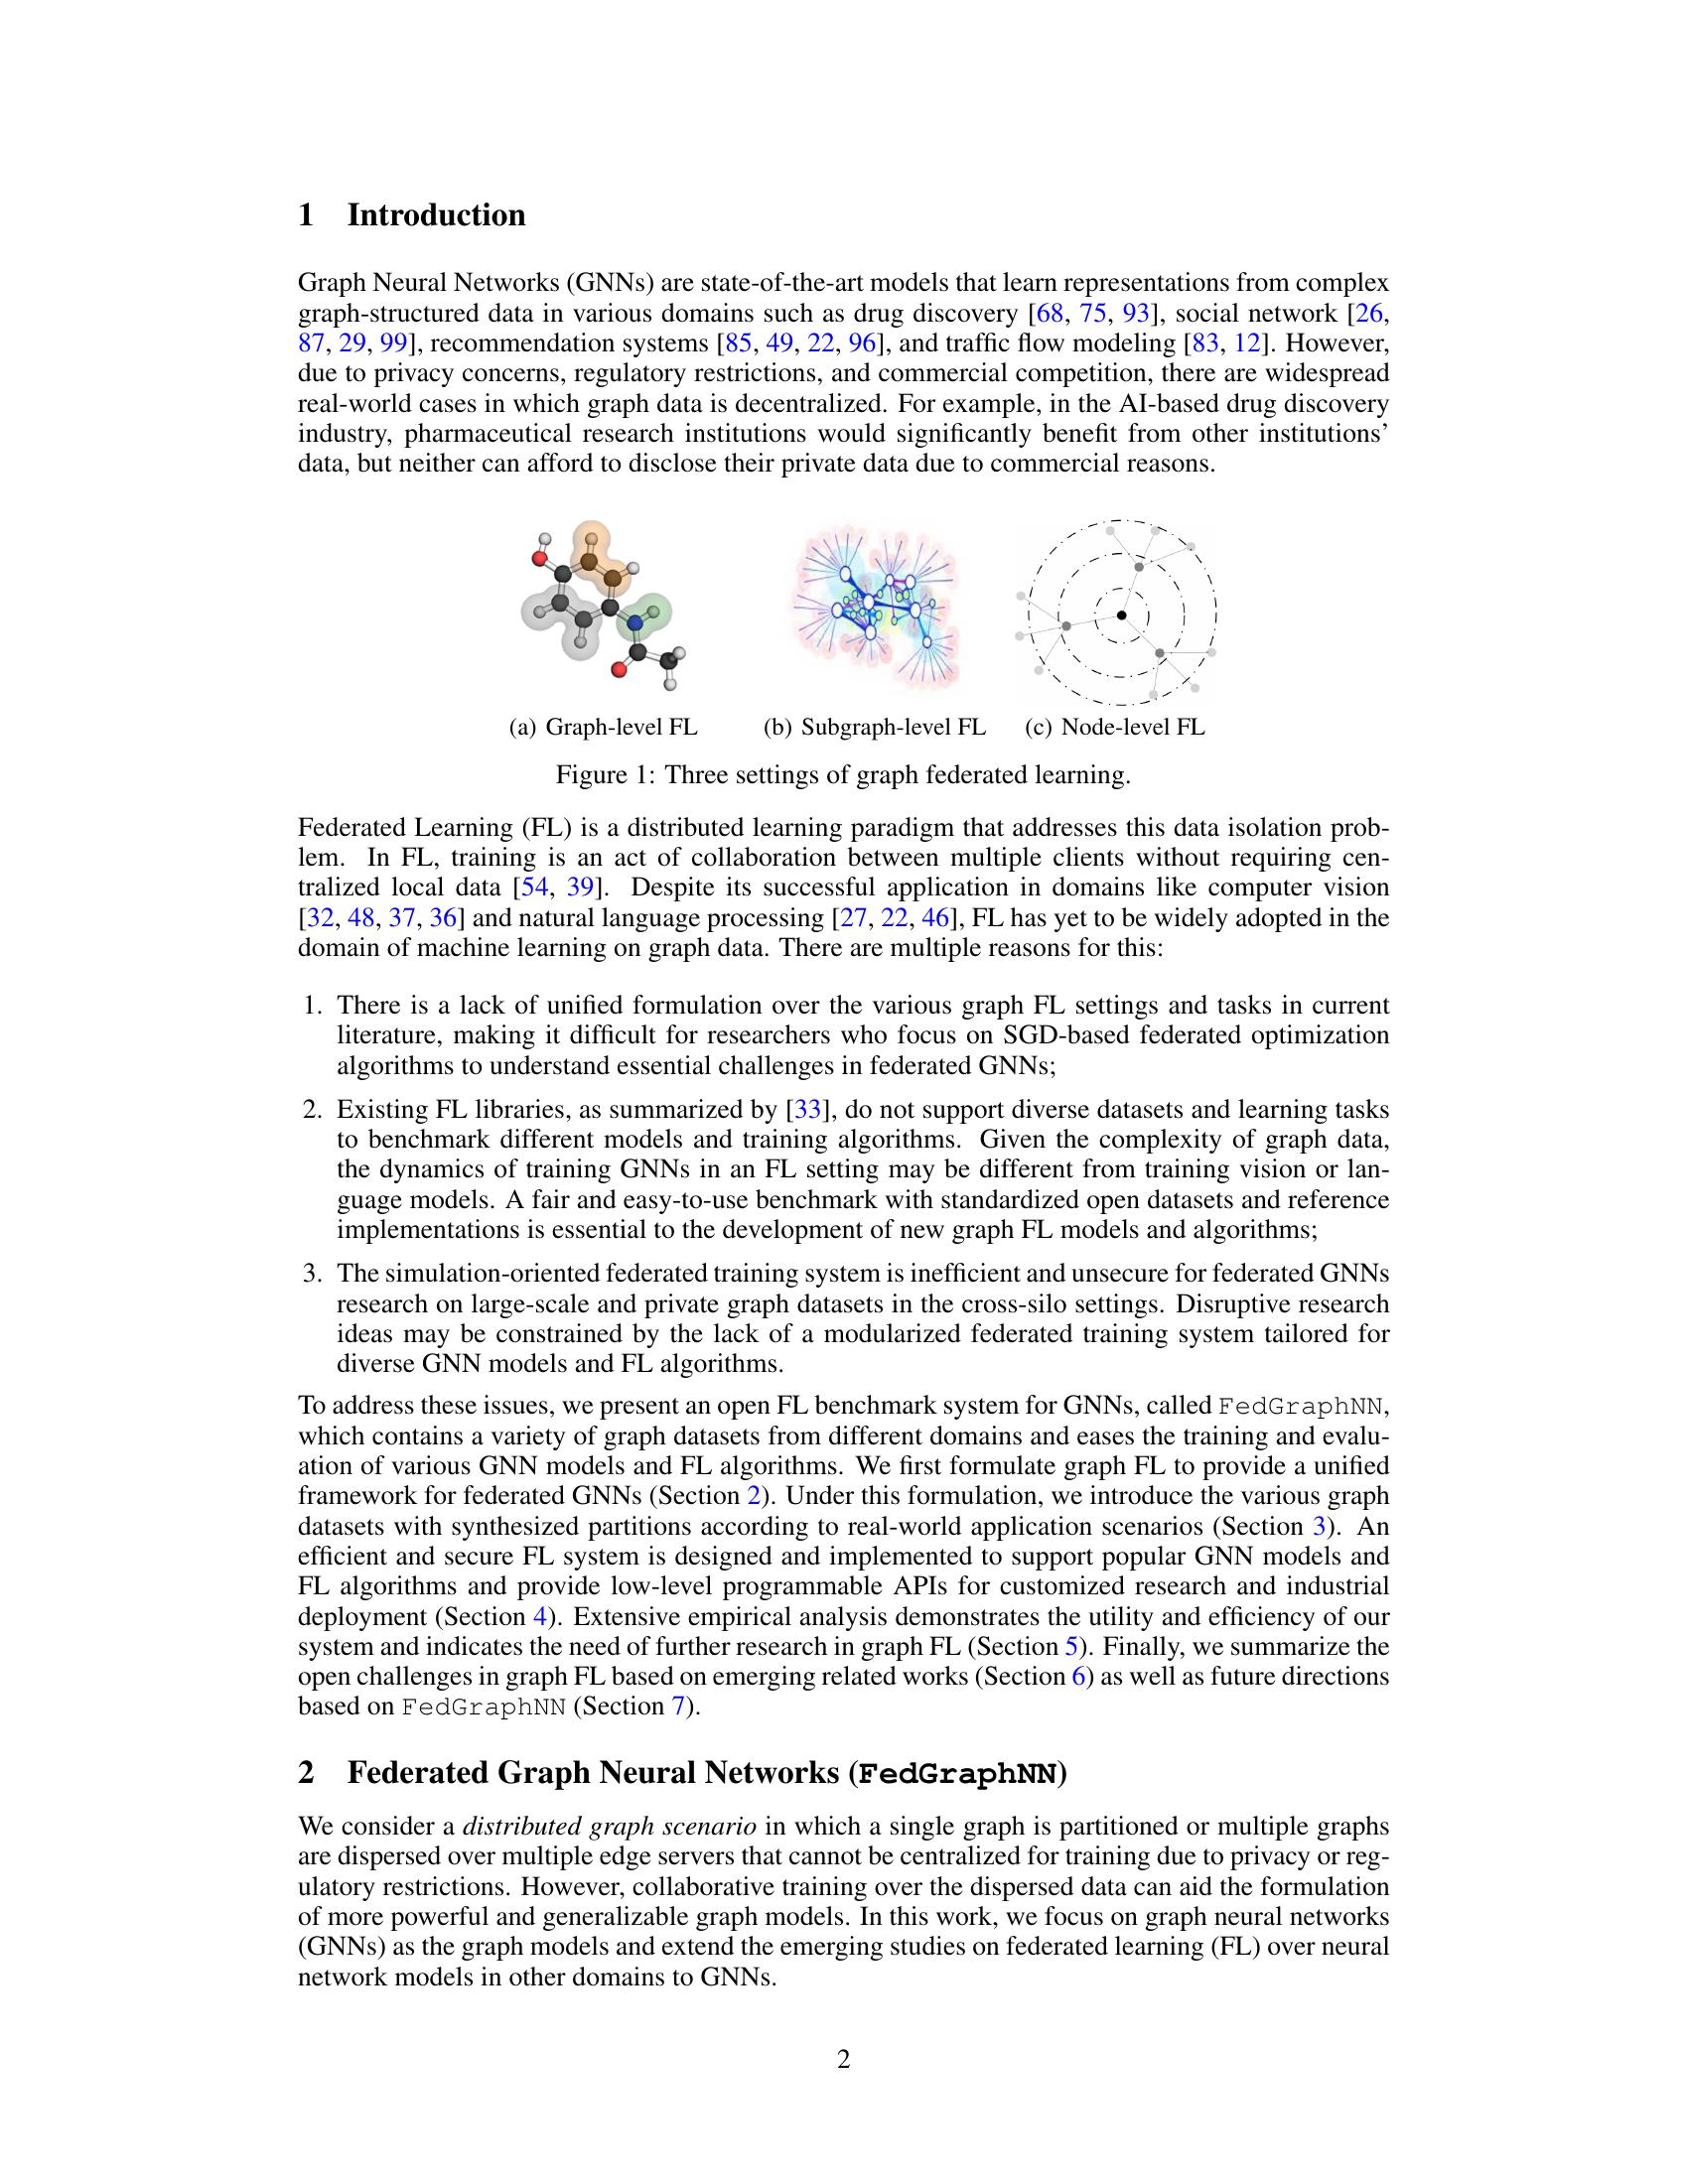 1 Introduction
Graph Neural Networks (GNNs) are state-of-the-art models that learn representations from complex
graph-structured data in various domains such as drug discovery [68, 75, 93], social network [26,
87, 29, 99], recommendation systems [85, 49, 22, 96], and traffic flow modeling [83, 12]. However,
due to privacy concerns, regulatory restrictions, and commercial competition, there are widespread
real-world cases in which graph data is decentralized. For example, in the AI-based drug discovery
industry, pharmaceutical research institutions would significantly benefit from other institutions'
data, but neither can afford to disclose their private data due to commercial reasons.
(a) Graph-level FL (b) Subgraph-level FL (c) Node-level FL
Figure 1: Three settings of graph federated learning.
Federated Learning (FL) is a distributed learning paradigm that addresses this data isolation prob-
lem. In FL, training is an act of collaboration between multiple clients without requiring cen-
tralized local data [54, 39]. Despite its successful application in domains like computer vision
[32, 48, 37, 36] and natural language processing [27, 22, 46], FL has yet to be widely adopted in the
domain of machine learning on graph data. There are multiple reasons for this:
1. There is a lack of unified formulation over the various graph FL settings and tasks in current
literature, making it difficult for researchers who focus on SGD-based federated optimization
algorithms to understand essential challenges in federated GNNs;
2. Existing FL libraries, as summarized by [33], do not support diverse datasets and learning tasks
to benchmark different models and training algorithms. Given the complexity of graph data,
the dynamics of training GNNs in an FL setting may be different from training vision or lan-
guage models. A fair and easy-to-use benchmark with standardized open datasets and reference
implementations is essential to the development of new graph FL models and algorithms;
3. The simulation-oriented federated training system is inefficient and unsecure for federated GNNs
research on large-scale and private graph datasets in the cross-silo settings. Disruptive research
ideas may be constrained by the lack of a modularized federated training system tailored for
diverse GNN models and FL algorithms.
To address these issues, we present an open FL benchmark system for GNNs, called FedGraphNN,
which contains a variety of graph datasets from different domains and eases the training and evalu-
ation of various GNN models and FL algorithms. We first formulate graph FL to provide a unified
framework for federated GNNs (Section 2). Under this formulation, we introduce the various graph
datasets with synthesized partitions according to real-world application scenarios (Section 3). An
efficient and secure FL system is designed and implemented to support popular GNN models and
FL algorithms and provide low-level programmable APIs for customized research and industrial
deployment (Section 4). Extensive empirical analysis demonstrates the utility and efficiency of our
system and indicates the need of further research in graph FL (Section 5). Finally, we summarize the
open challenges in graph FL based on emerging related works (Section 6) as well as future directions
based on FedGraphNN (Section 7).
2 Federated Graph Neural Networks (FedGraphNN)
We consider a distributed graph scenario in which a single graph is partitioned or multiple graphs
are dispersed over multiple edge servers that cannot be centralized for training due to privacy or reg-
ulatory restrictions. However, collaborative training over the dispersed data can aid the formulation
of more powerful and generalizable graph models. In this work, we focus on graph neural networks
(GNNs) as the graph models and extend the emerging studies on federated learning (FL) over neural
network models in other domains to GNNs.
2